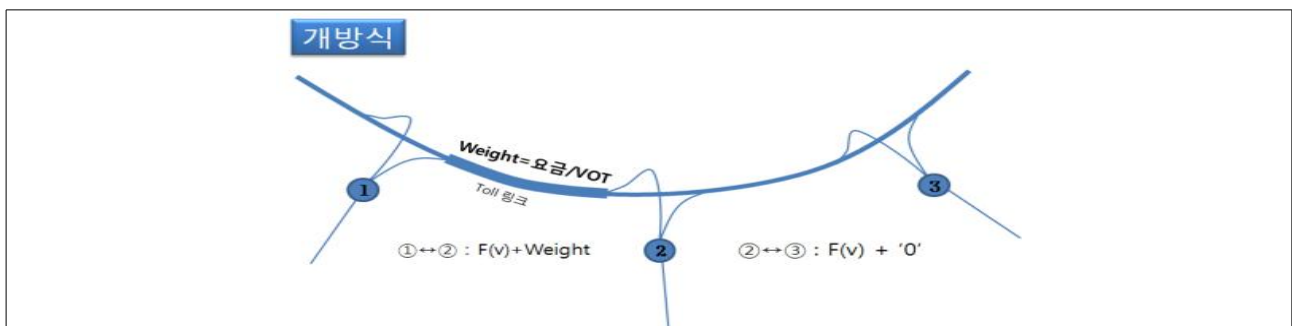 개방식
Weight=요금/VOT
Toll 링크
1
2
3
①↔② : F(v)+Weight
②↔③ : F(v) + ‘0’